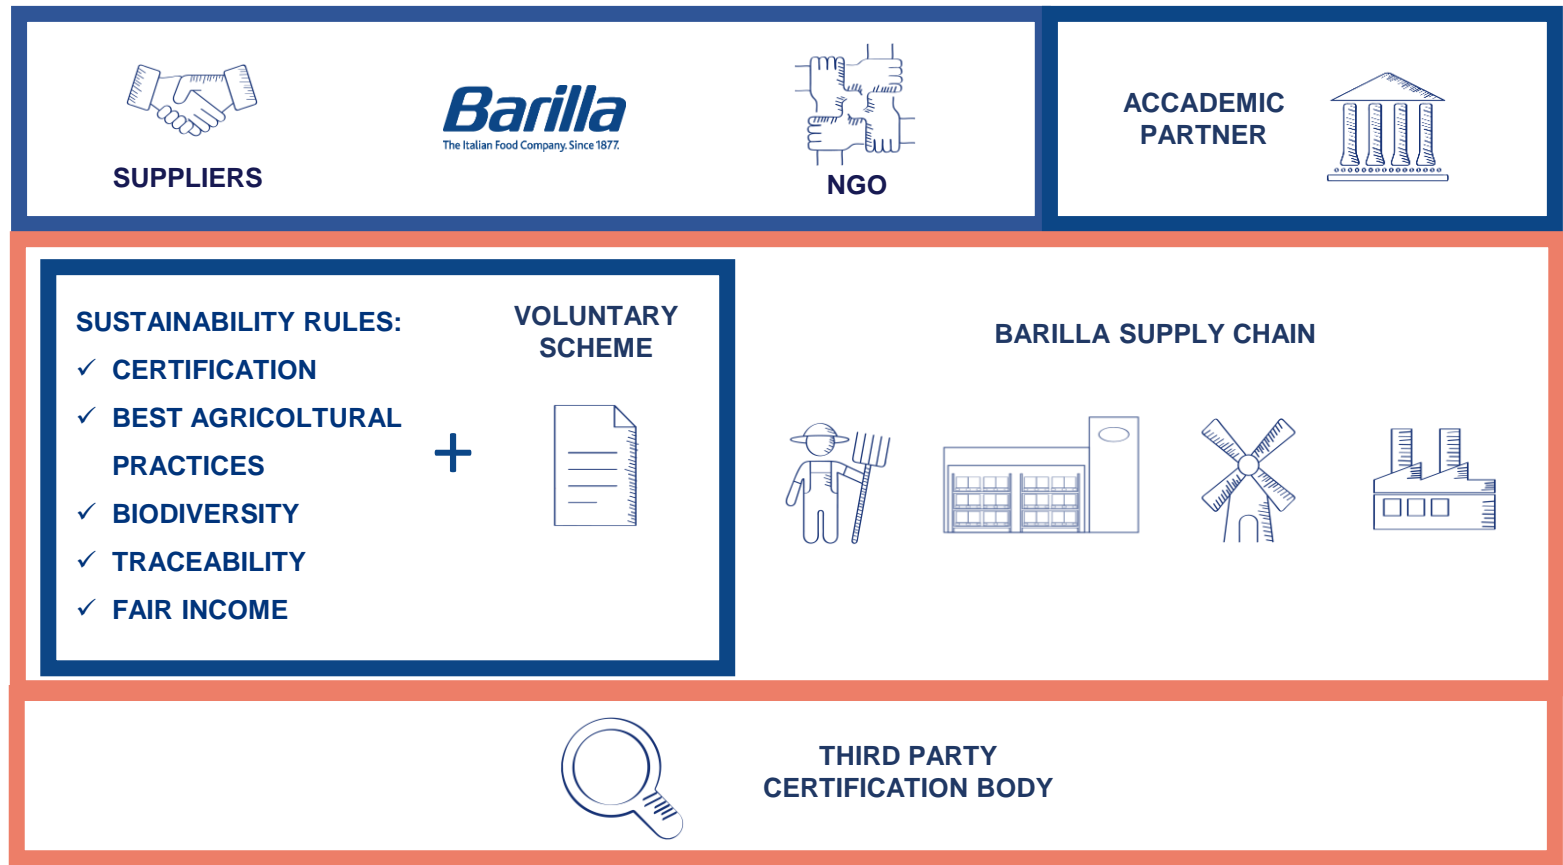 SUPPLIERS
Barilla
The Italian Food Company. Since 1877.
NGO
ACCADEMIC
PARTNER
SUSTAINABILITY RULES:
✓ CERTIFICATION
✓ BEST AGRICOLTURAL
PRACTICES
✓ BIODIVERSITY
✓ TRACEABILITY
✓ FAIR INCOME
+
VOLUNTARY
SCHEME
BARILLA SUPPLY CHAIN
THIRD PARTY
CERTIFICATION BODY